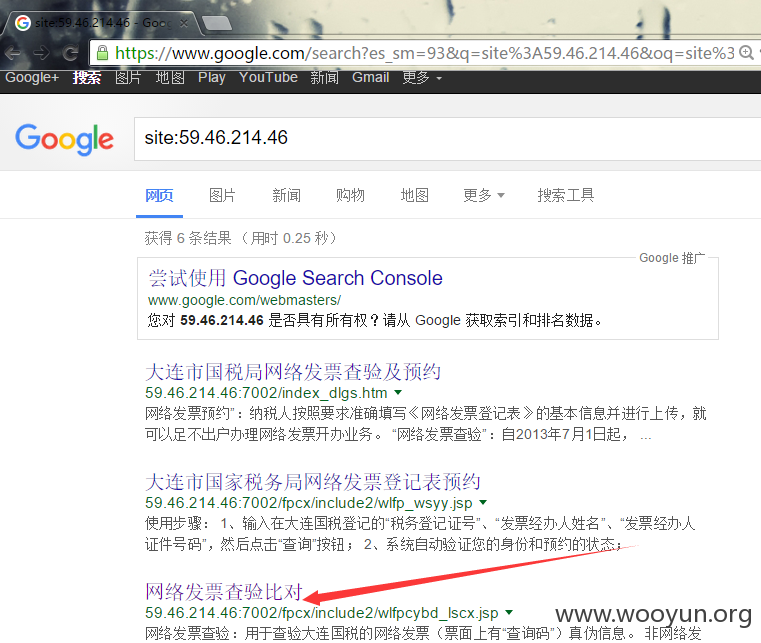 site:59.46.214.46 - Goo
https://www.google.com/search?es_sm=93&q=site%3A59.46.214.46&oq=site%3
Google+ 搜索 图片 地图 Play YouTube 新闻 Gmail 更多
Google
site:59.46.214.46
网页 图片 新闻 购物 地图 更多 搜索工具
获得 6 条结果 （用时 0.25 秒）
Google 推广
尝试使用 Google Search Console
www.google.com/webmasters/
您对 59.46.214.46 是否具有所有权？请从 Google 获取索引和排名数据。
大连市国税局网络发票查验及预约
59.46.214.46:7002/index_dlgs.htm
网络发票预约”：纳税人按照要求准确填写《网络发票登记表》的基本信息并进行上传，就
可以足不出户办理网络发票开办业务。 “网络发票查验”：自2013年7月1日起， ...
大连市国家税务局网络发票登记表预约
59.46.214.46:7002/fpcx/include2/wlfp_wsyy.jsp
使用步骤： 1、输入在大连国税登记的“税务登记证号”、“发票经办人姓名”、“发票经办人
证件号码”，然后点击“查询”按钮； 2、系统自动验证您的身份和预约的状态；
网络发票查验比对
59.46.214.46:7002/fpcx/include2/wlfpcybd_lscx.jsp
网络发票查验：用于查验大连国税的网络发票（票面上有“查询码”）真伪信息。 非网络发
www.wooyun.org